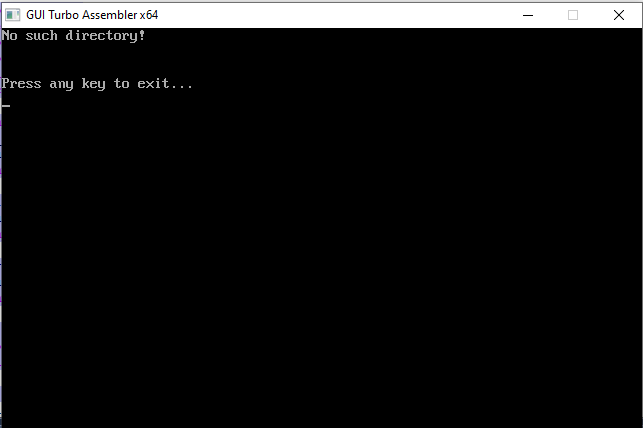 GUI Turbo Assembler x64
No such directory!
Press any key to exit...